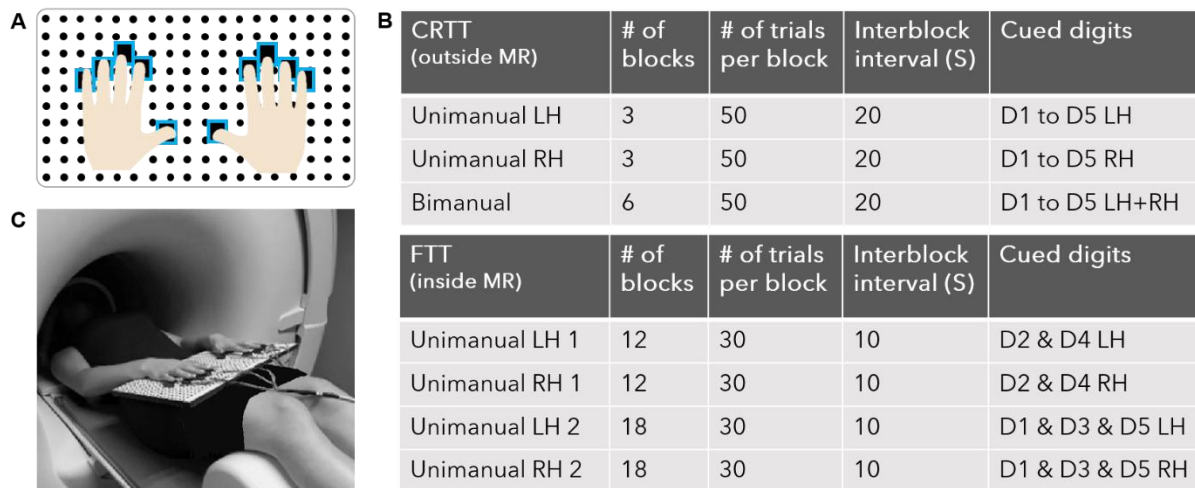 A
B
CRTT (outside MR) # of blocks # of trials per block Interblock interval (S) Cued digits
Unimanual LH 3 50 20 D1 to D5 LH
Unimanual RH 3 50 20 D1 to D5 RH
Bimanual 6 50 20 D1 to D5 LH+RH
C
FTT (inside MR) # of blocks # of trials per block Interblock interval (S) Cued digits
Unimanual LH 1 12 30 10 D2 & D4 LH
Unimanual RH 1 12 30 10 D2 & D4 RH
Unimanual LH 2 18 30 10 D1 & D3 & D5 LH
Unimanual RH 2 18 30 10 D1 & D3 & D5 RH